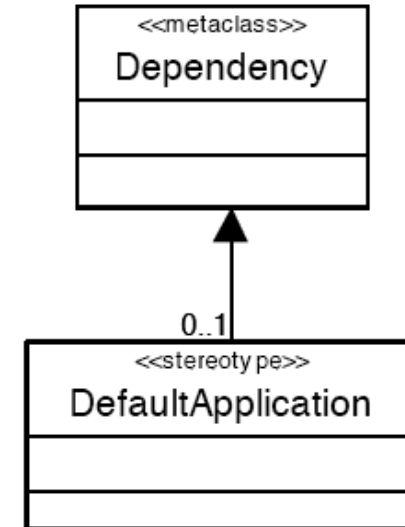 <<metaclass>>
Dependency
0..1
<<stereotype>>
DefaultApplication